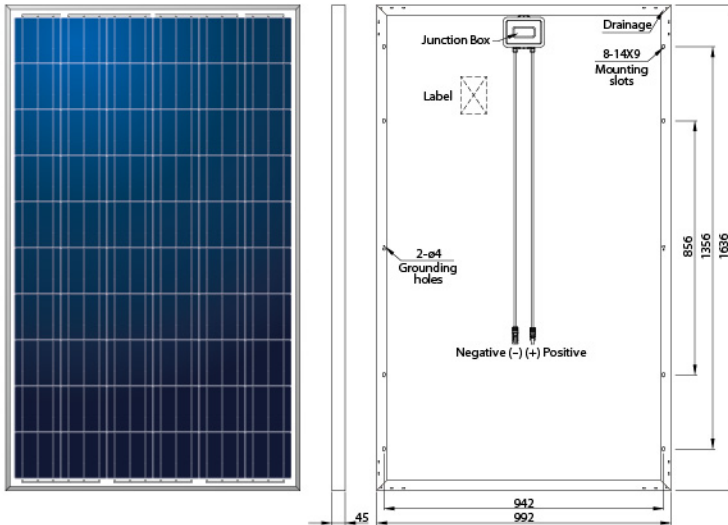 Drainage
Junction Box
8-14X9
Mounting
slots
Label
856
1356
1636
2-ø4
Grounding
holes
Negative (-) (+) Positive
942
45
992